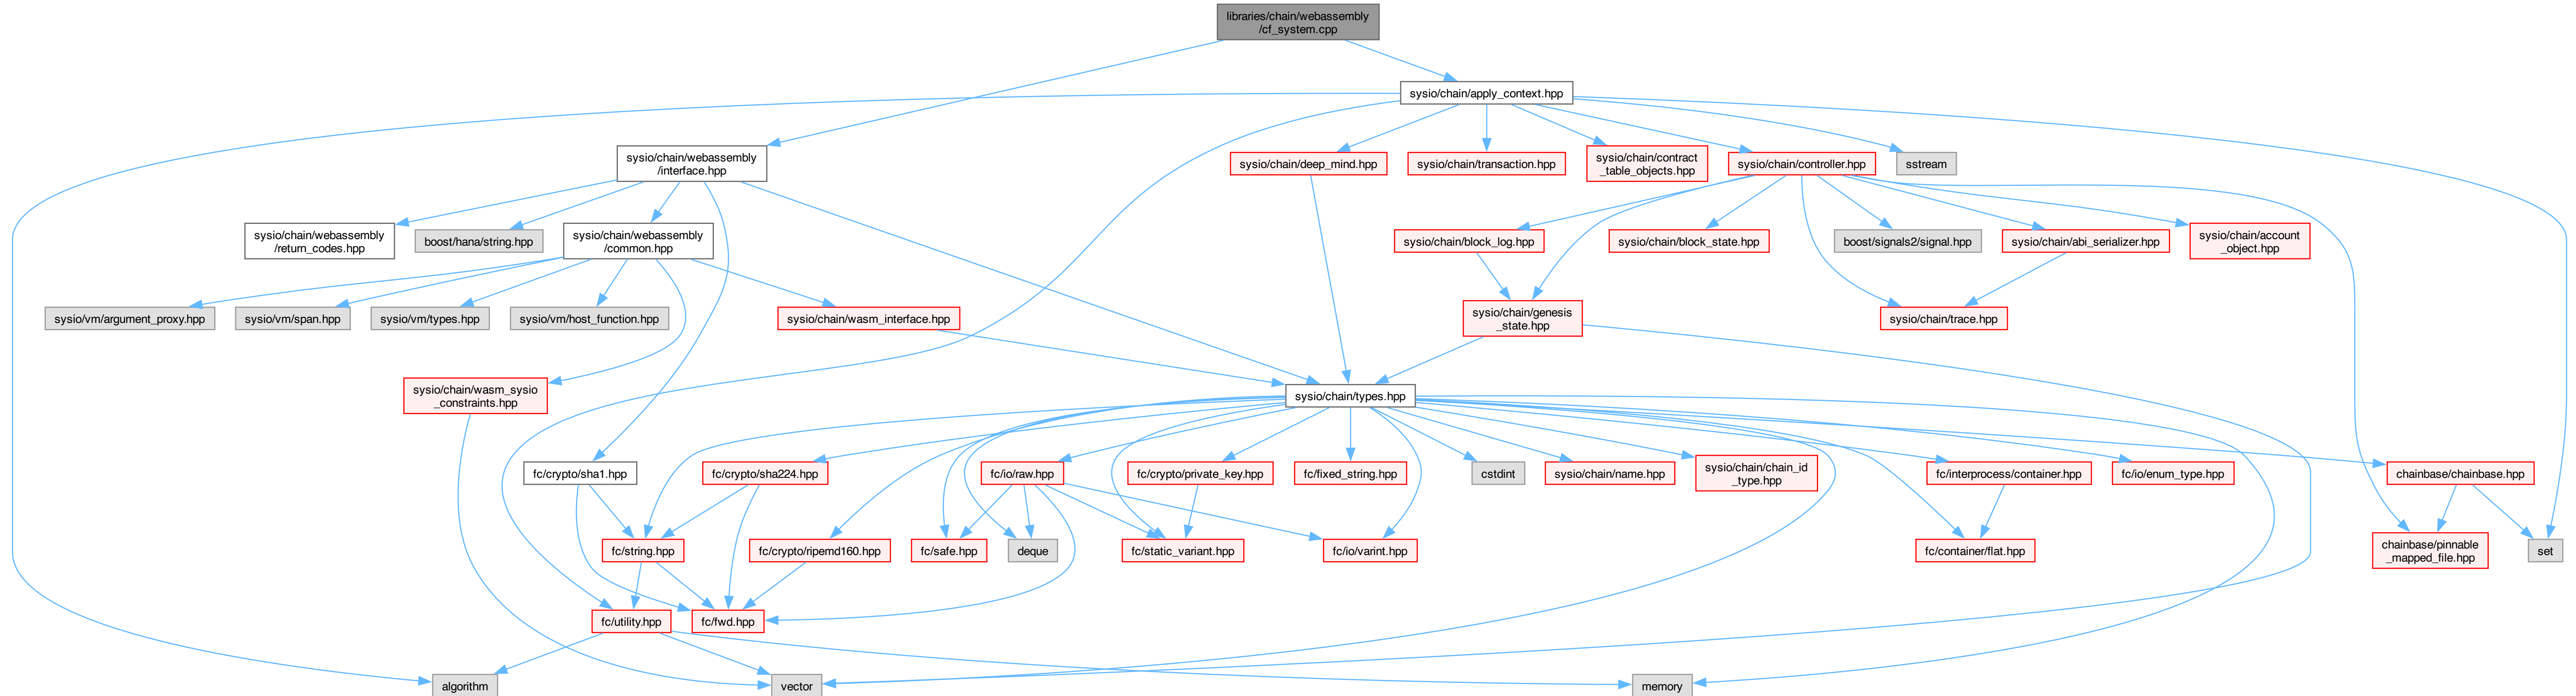 libraries/chain/webassembly
/cf_system.cpp
sysio/chain/apply_context.hpp
sysio/chain/webassembly
/interface.hpp
sysio/chain/deep_mind.hpp
sysio/chain/transaction.hpp
sysio/chain/contract
_table_objects.hpp
sysio/chain/controller.hpp
sstream
sysio/chain/webassembly
/return_codes.hpp
boost/hana/string.hpp
sysio/chain/webassembly
/common.hpp
sysio/chain/block_log.hpp
sysio/chain/block_state.hpp
boost/signals2/signal.hpp
sysio/chain/abi_serializer.hpp
sysio/chain/account
_object.hpp
sysio/vm/argument_proxy.hpp
sysio/vm/span.hpp
sysio/vm/types.hpp
sysio/vm/host_function.hpp
sysio/chain/wasm_interface.hpp
sysio/chain/genesis
_state.hpp
sysio/chain/trace.hpp
sysio/chain/wasm_sysio
_constraints.hpp
sysio/chain/types.hpp
fc/crypto/sha1.hpp
fc/crypto/sha224.hpp
fc/io/raw.hpp
fc/crypto/private_key.hpp
fc/fixed_string.hpp
cstdint
sysio/chain/name.hpp
sysio/chain/chain_id
_type.hpp
fc/interprocess/container.hpp
fc/io/enum_type.hpp
chainbase/chainbase.hpp
fc/string.hpp
fc/crypto/ripemd160.hpp
fc/safe.hpp
deque
fc/static_variant.hpp
fc/io/varint.hpp
fc/container/flat.hpp
chainbase/pinnable
_mapped_file.hpp
set
fc/utility.hpp
fc/fwd.hpp
algorithm
vector
memory